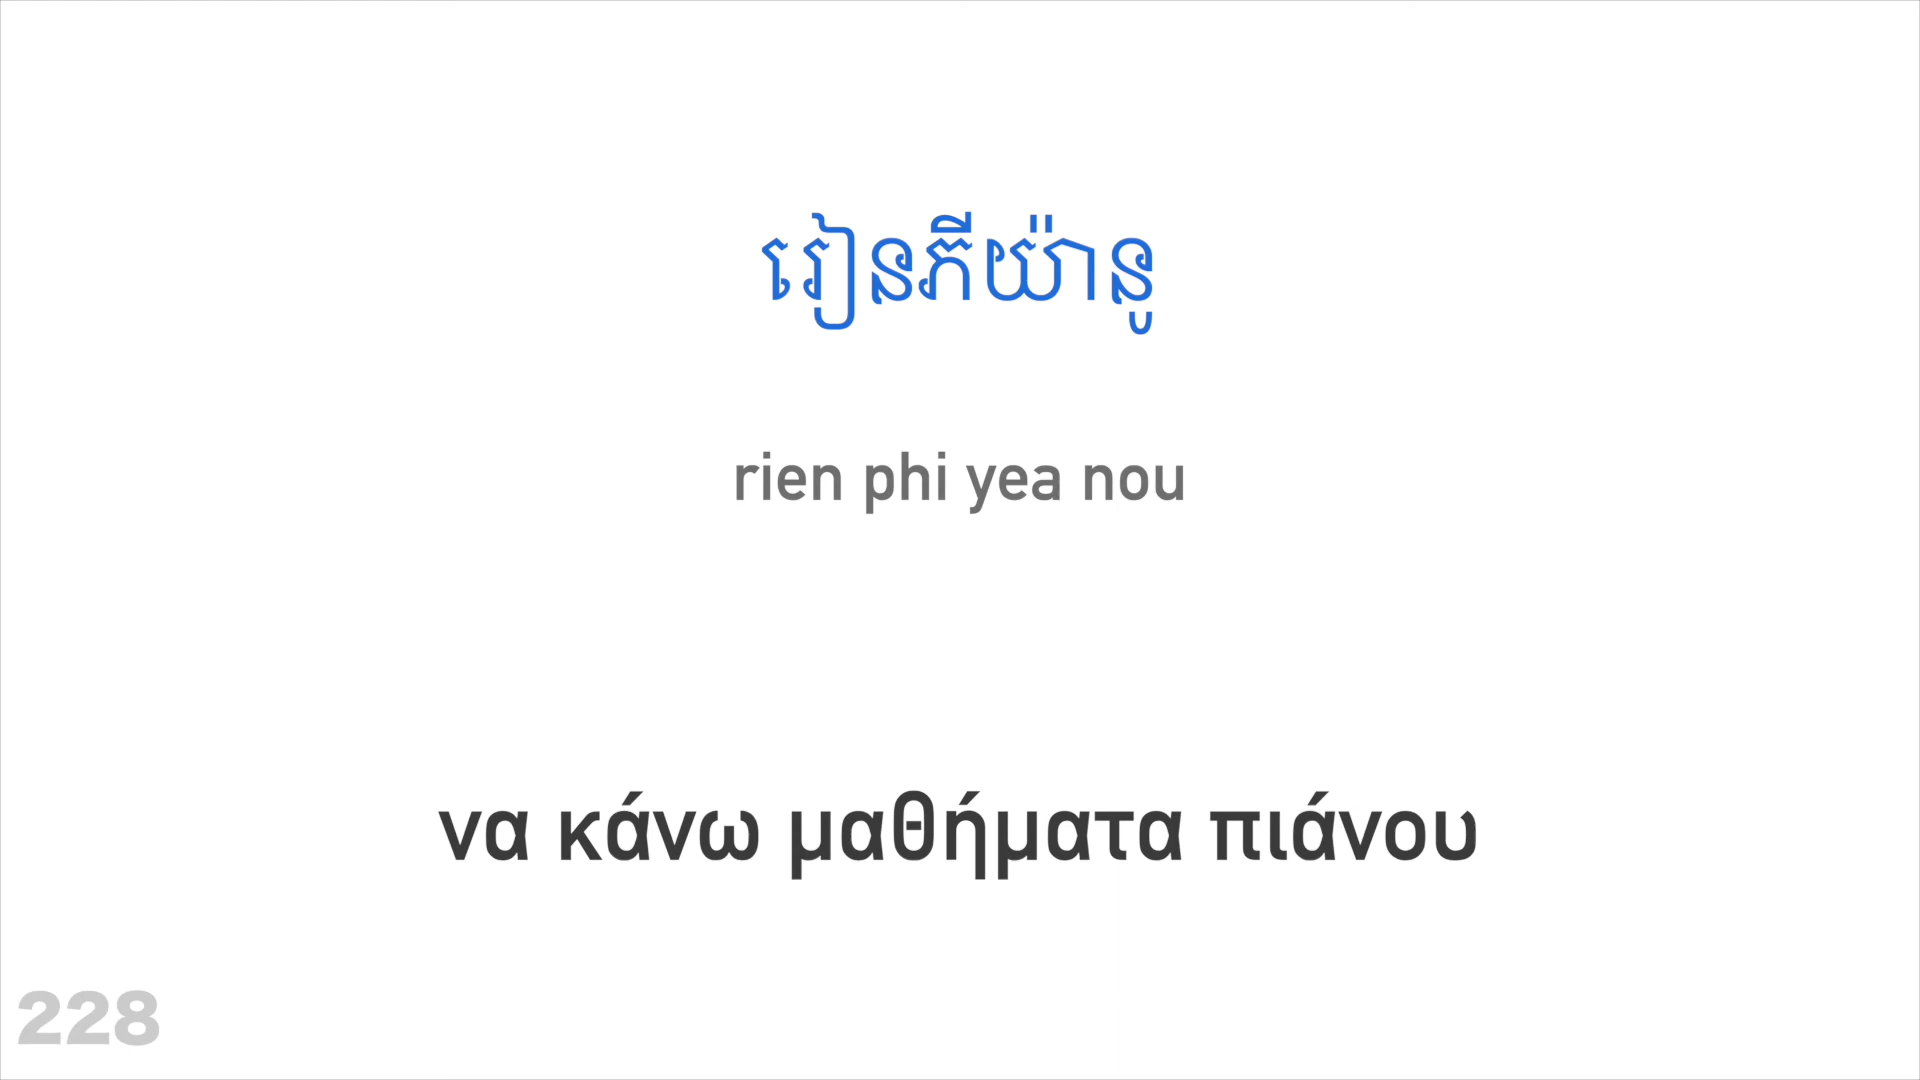 រៀនភីយ៉ានូ
rien phi yea nou
να κάνω μαθήματα πιάνου
228